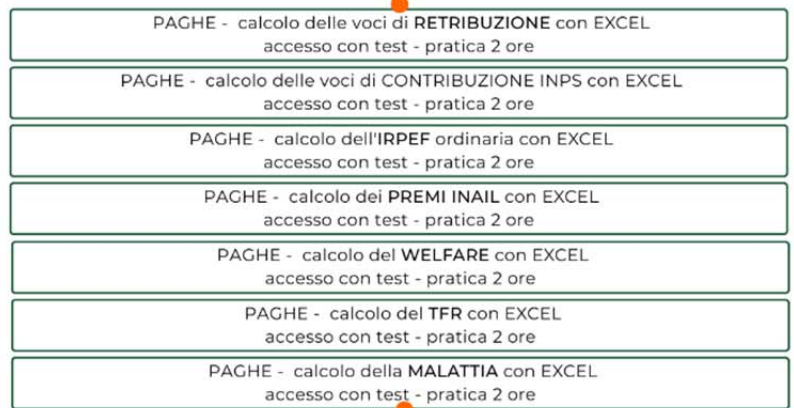 PAGHE - calcolo delle voci di RETRIBUZIONE con EXCEL
accesso con test - pratica 2 ore
PAGHE - calcolo delle voci di CONTRIBUZIONE INPS con EXCEL
accesso con test - pratica 2 ore
PAGHE - calcolo dell'IRPEF ordinaria con EXCEL
accesso con test - pratica 2 ore
PAGHE - calcolo dei PREMI INAIL con EXCEL
accesso con test - pratica 2 ore
PAGHE - calcolo del WELFARE con EXCEL
accesso con test - pratica 2 ore
PAGHE - calcolo del TFR con EXCEL
accesso con test - pratica 2 ore
PAGHE - calcolo della MALATTIA con EXCEL
accesso con test - pratica 2 ore